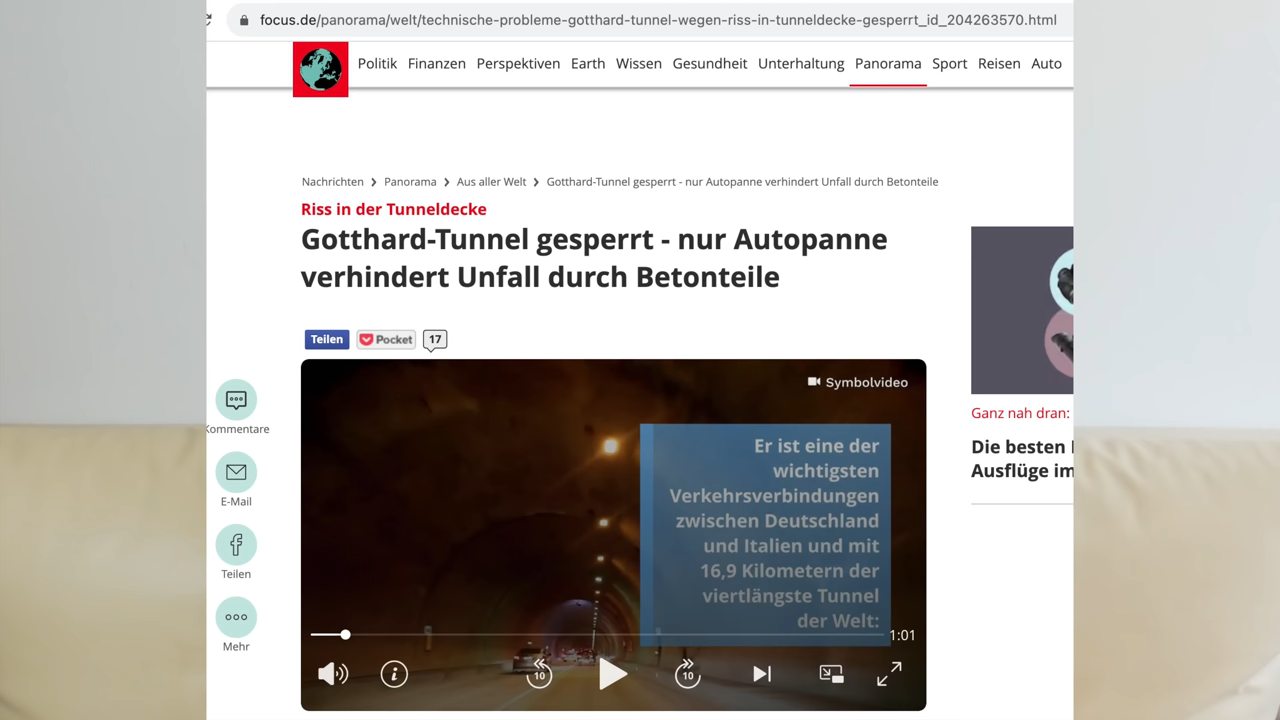 focus.de/panorama/welt/technische-probleme-gotthard-tunnel-wegen-riss-in-tunneldecke-gesperrt_id_204263570.html
Politik Finanzen Perspektiven Earth Wissen Gesundheit Unterhaltung Panorama Sport Reisen Auto
Nachrichten > Panorama > Aus aller Welt > Gotthard-Tunnel gesperrt - nur Autopanne verhindert Unfall durch Betonteile
Riss in der Tunneldecke
Gotthard-Tunnel gesperrt - nur Autopanne
verhindert Unfall durch Betonteile
Teilen Pocket 17
Symbolvideo
Er ist eine der
wichtigsten
Verkehrsverbindungen
zwischen Deutschland
und Italien und mit
16,9 Kilometern der
viertlängste Tunnel
der Welt:
1:01
10 10
Kommentare
E-Mail
Teilen
Mehr
Ganz nah dran:
Die besten
Ausflüge im